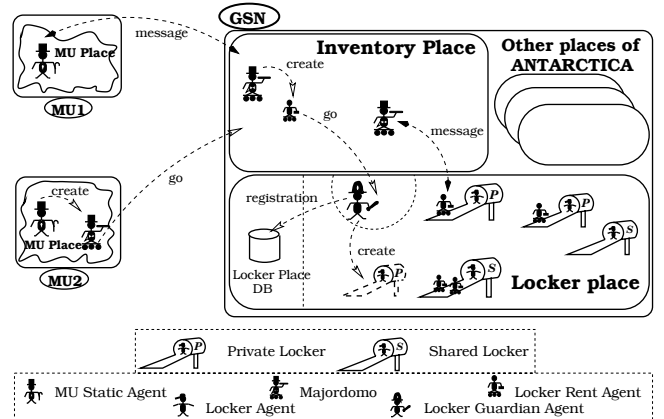 GSN
message
MU Place
MU1
Inventory Place
create
go
message
Other places of
ANTARCTICA
go
create
MU Place
MU2
registration
create
Locker Place
DB
P
P
P
S
S
Locker place
P
Private Locker
S
Shared Locker
MU Static Agent
Locker Agent
Majordomo
Locker Guardian Agent
Locker Rent Agent